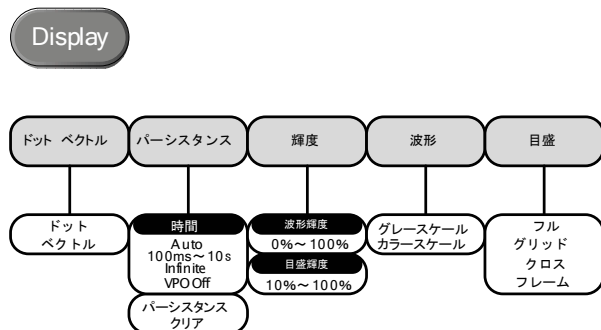 Display
ドット ベクトル
パーシスタンス
輝度
波形
目盛
ドット
ベクトル
時間
Auto
100ms～10s
Infinite
VPO Off
パーシスタンス
クリア
波形輝度
0%～100%
目盛輝度
10%～100%
グレースケール
カラースケール
フル
グリッド
クロス
フレーム